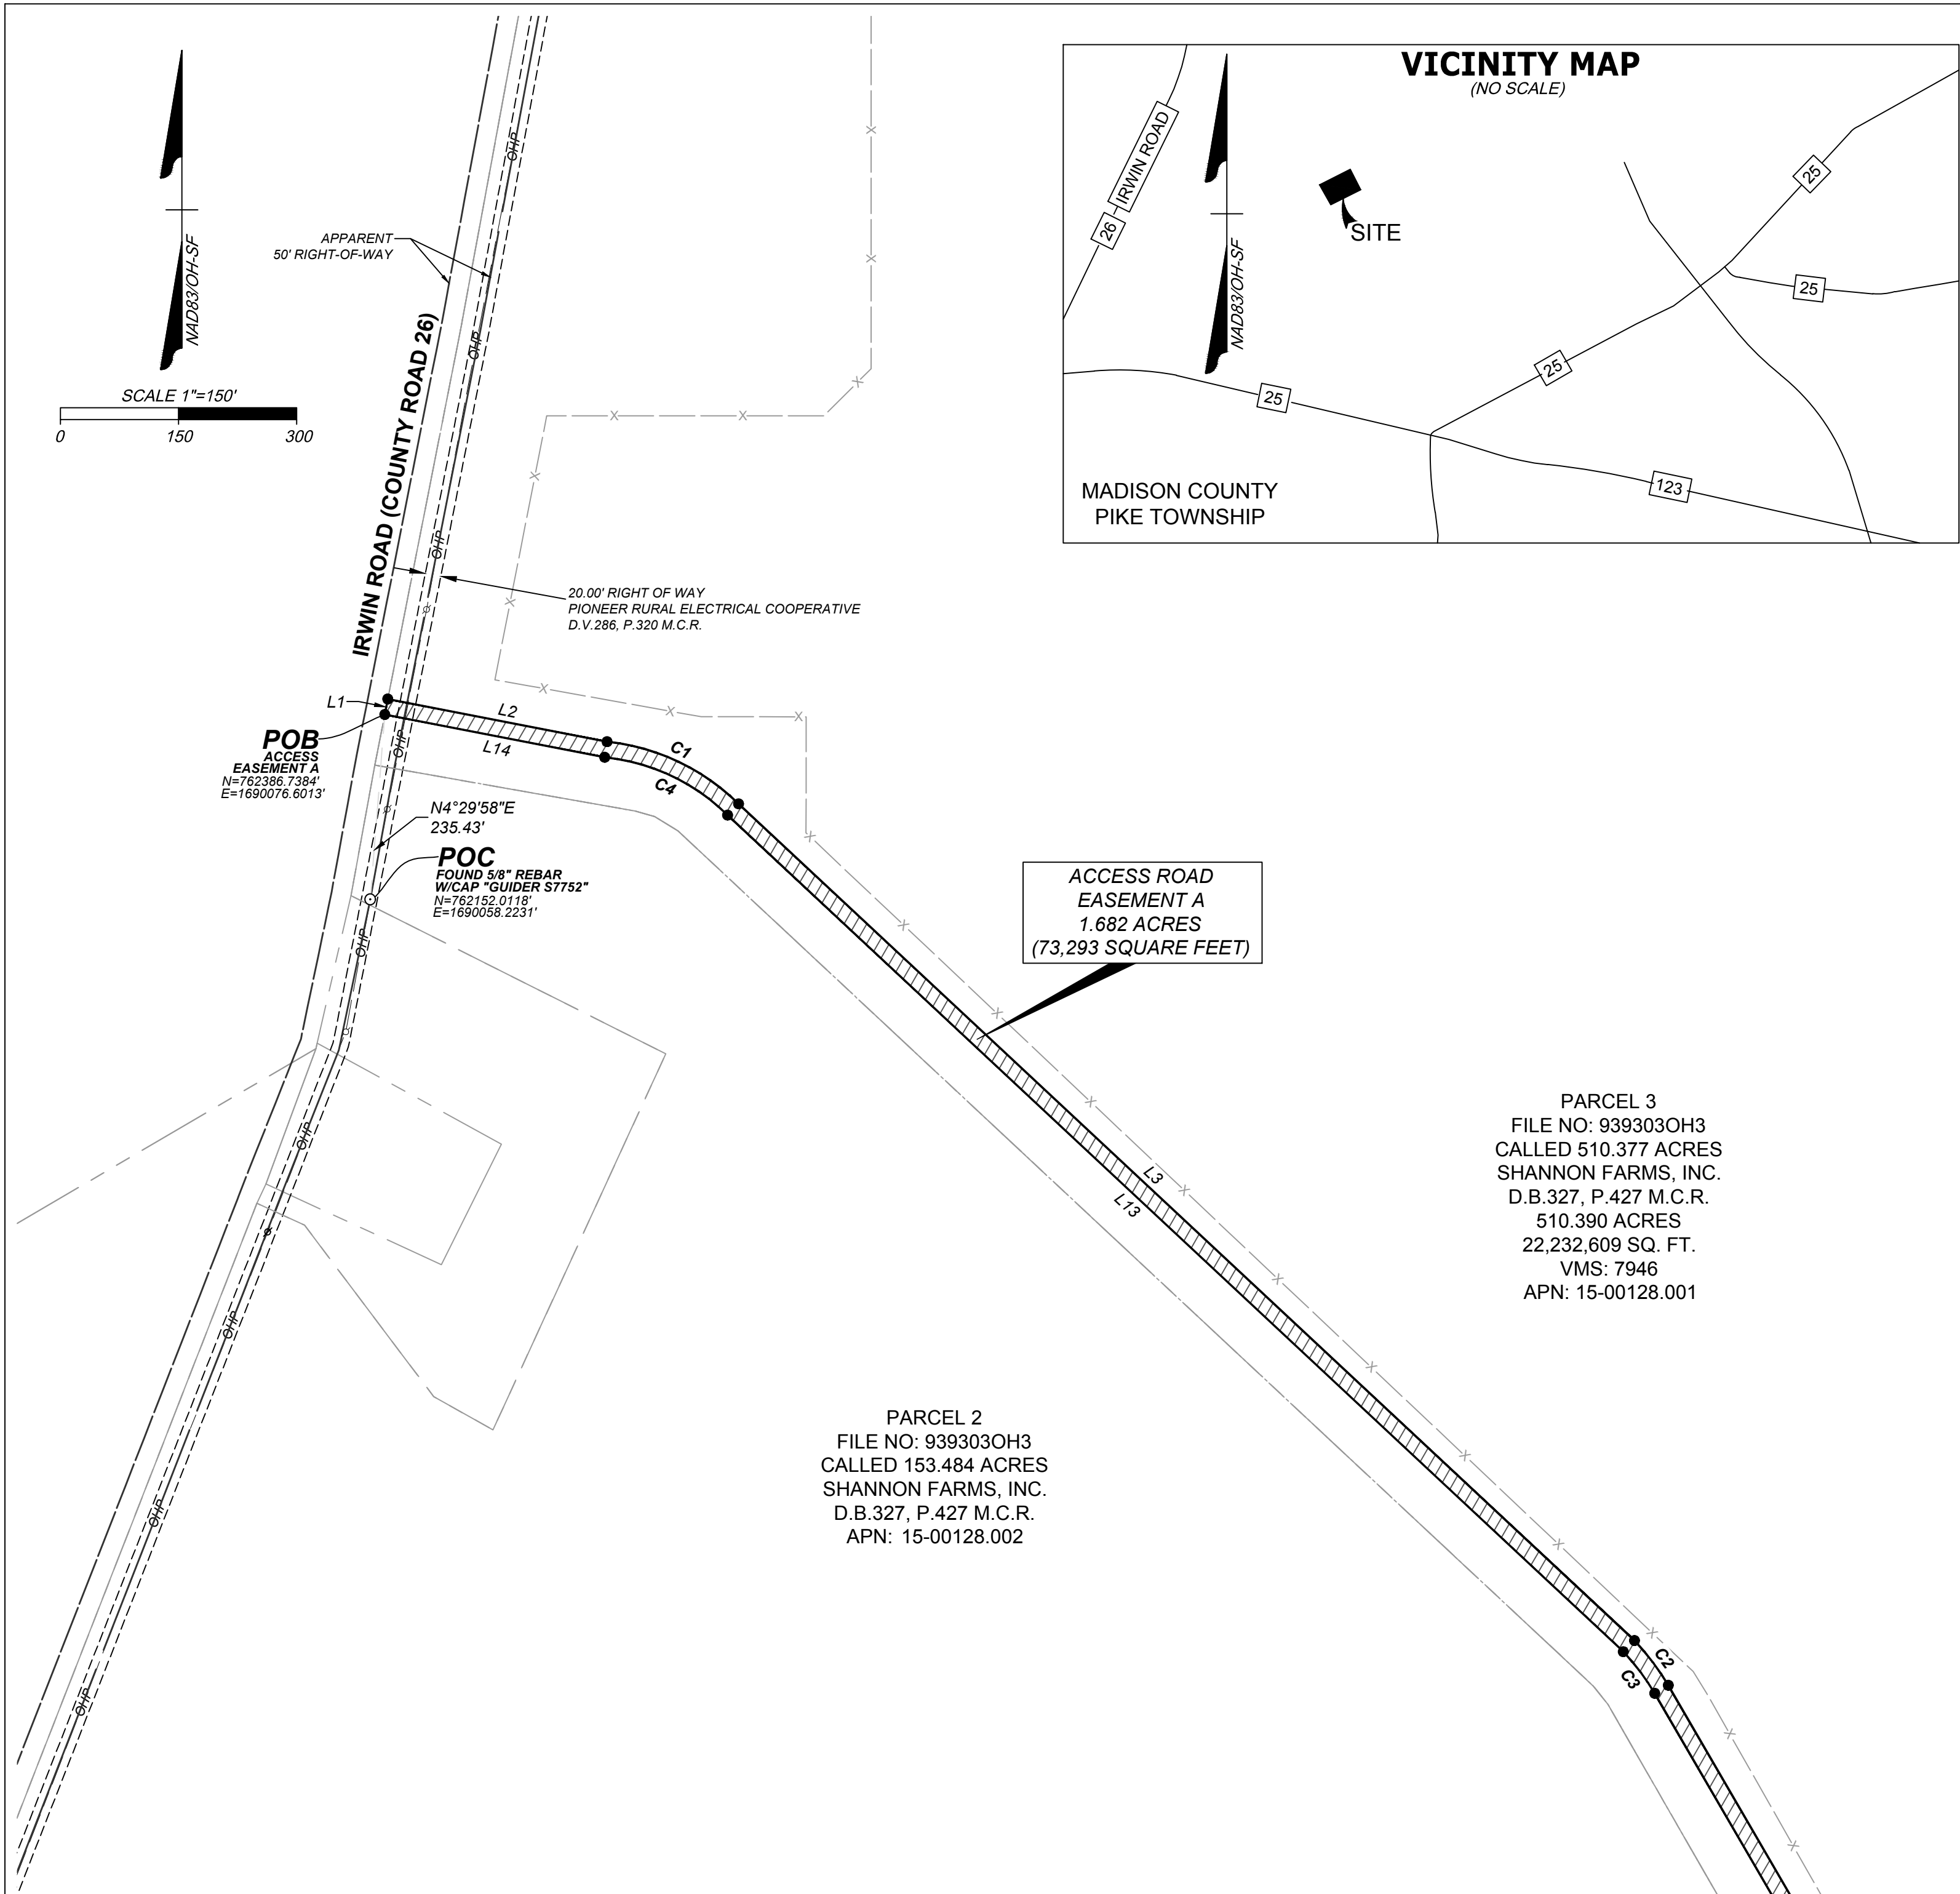 VICINITY MAP
(NO SCALE)
IRWIN ROAD
26
NAD83/OH-SF
SITE
25
25
25
25
123
MADISON COUNTY
PIKE TOWNSHIP
NAD83/OH-SF
SCALE 1"=150'
0
150
300
APPARENT
50' RIGHT-OF-WAY
OHP
OHP
OHP
IRWIN ROAD (COUNTY ROAD 26)
20.00' RIGHT OF WAY
PIONEER RURAL ELECTRICAL COOPERATIVE
D.V.286, P.320 M.C.R.
L1
L2
L14
C1
C4
POB
ACCESS
EASEMENT A
N=762386.7384'
E=1690076.6013'
OHP
N4°29'58"E
235.43'
POC
FOUND 5/8" REBAR
W/CAP "GUIDER S7752"
N=762152.0118'
E=1690058.2231'
OHP
OHP
OHP
OHP
OHP
ACCESS ROAD
EASEMENT A
1.682 ACRES
(73,293 SQUARE FEET)
L3
L13
PARCEL 3
FILE NO: 939303OH3
CALLED 510.377 ACRES
SHANNON FARMS, INC.
D.B.327, P.427 M.C.R.
510.390 ACRES
22,232,609 SQ. FT.
VMS: 7946
APN: 15-00128.001
PARCEL 2
FILE NO: 939303OH3
CALLED 153.484 ACRES
SHANNON FARMS, INC.
D.B.327, P.427 M.C.R.
APN: 15-00128.002
C2
C3